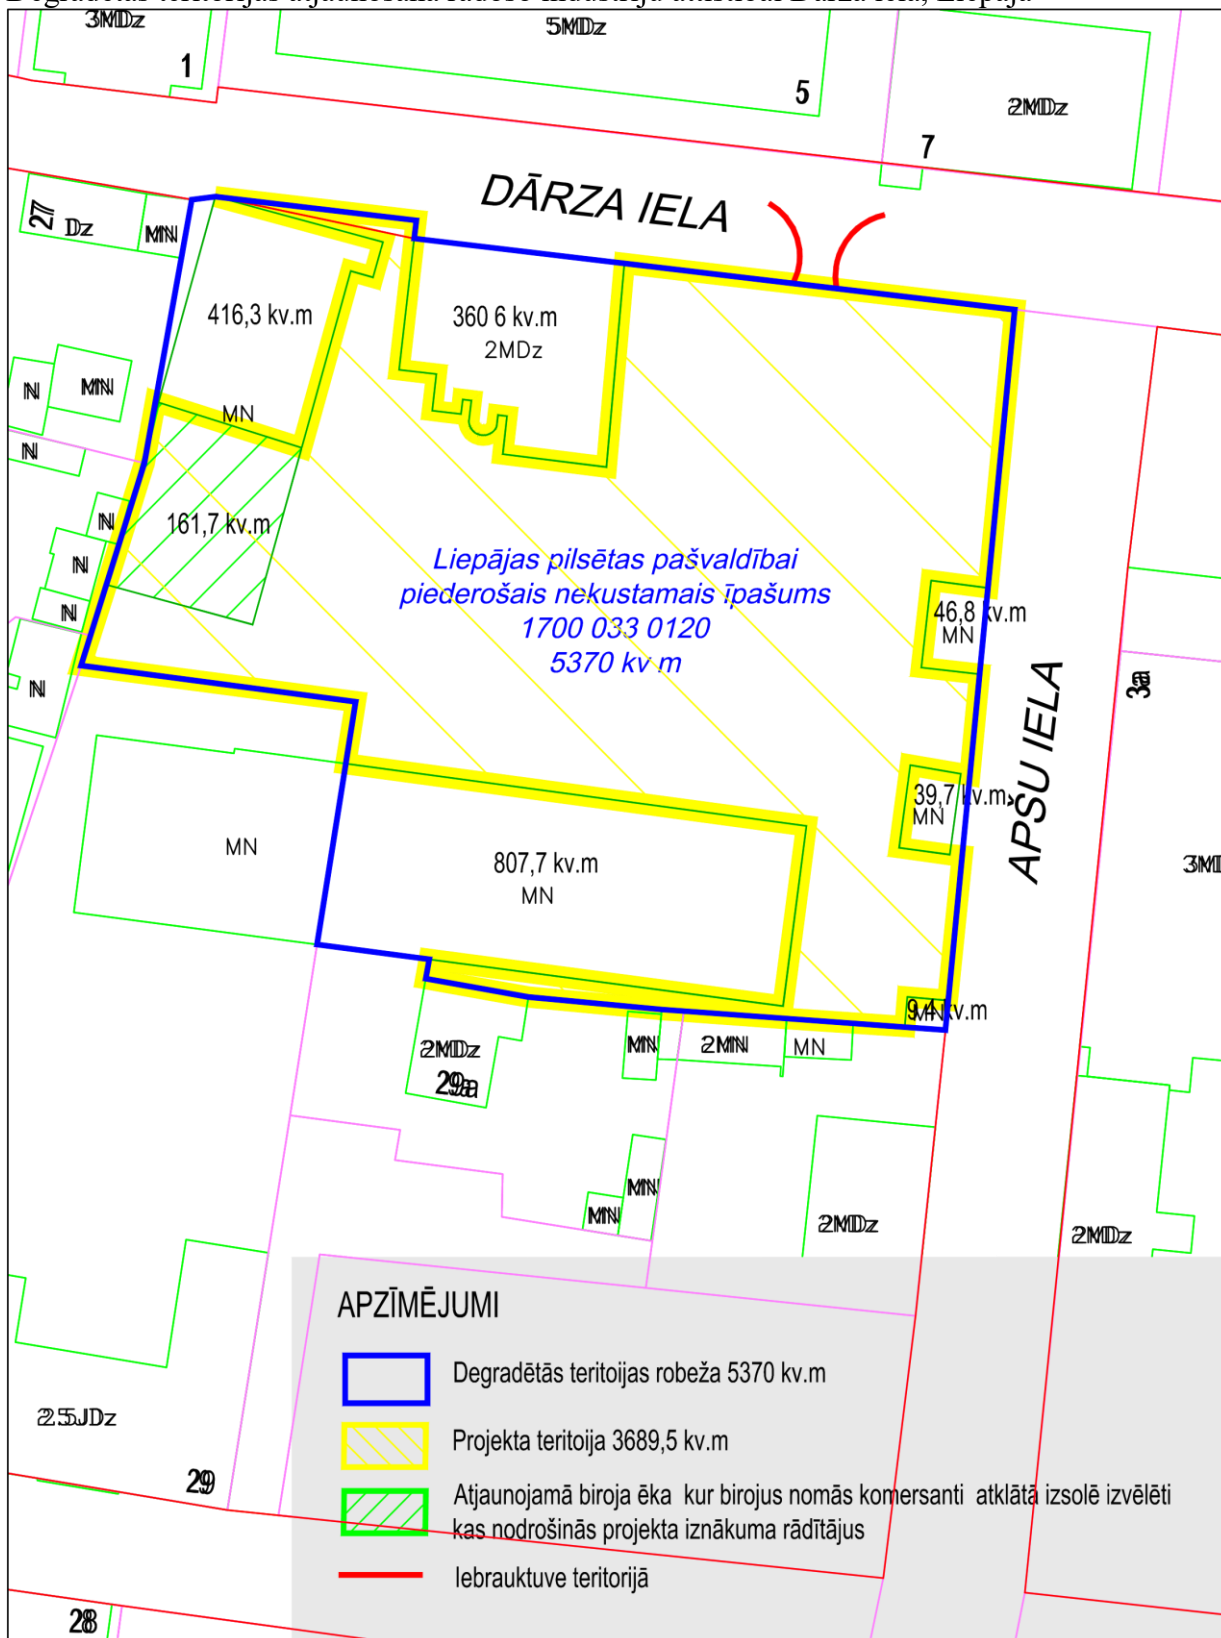 3MDz
5MDz
1
5
2MDz
7
DĀRZA IELA
27
Dz
MN
416,3 kv.m
360 6 kv.m
2MDz
N
MN
MN
N
161,7 kv.m
N
N
N
N
Liepājas pilsētas pašvaldībai
piederošais nekustamais īpašums
1700 033 0120
5370 kv m
46,8 kv.m
MN
APŠU IELA
3a
39,7 kv.m
MN
MN
807,7 kv.m
MN
9,4 kv.m
MN
2MDz
29a
MN
2MN
MN
MN
MN
2MDz
2MDz
APZĪMĒJUMI
Degradētās teritoijas robeža 5370 kv.m
Projekta teritoija 3689,5 kv.m
Atjaunojamā biroja ēka kur birojus nomās komersanti atklātā izsolē izvēlēti
kas nodrošinās projekta iznākuma rādītājus
Iebrauktuve teritorijā
2.5JDz
29
28